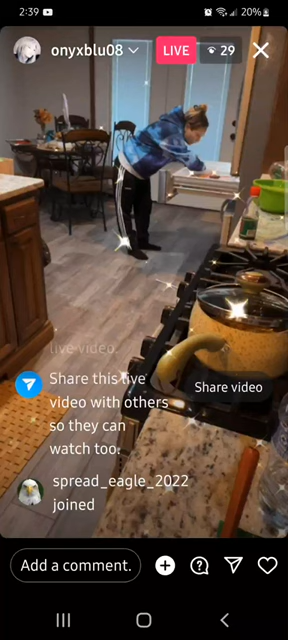 2:39
20%
onyxblu08
LIVE
29
live video.
Share this live
video with others
so they can
watch too.
Share video
spread_eagle_2022
joined
Add a comment.